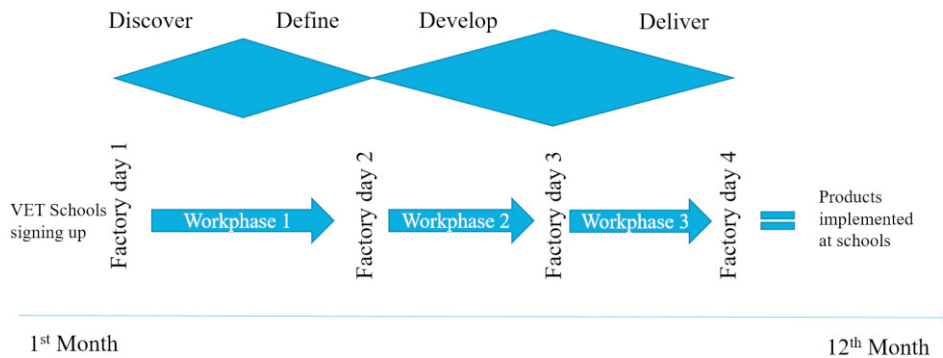 Discover
Define
Develop
Deliver
VET Schools
signing up
Factory day 1
Workphase 1
Factory day 2
Workphase 2
Factory day 3
Workphase 3
Factory day 4
Products
implemented
at schools
1st Month
12th Month